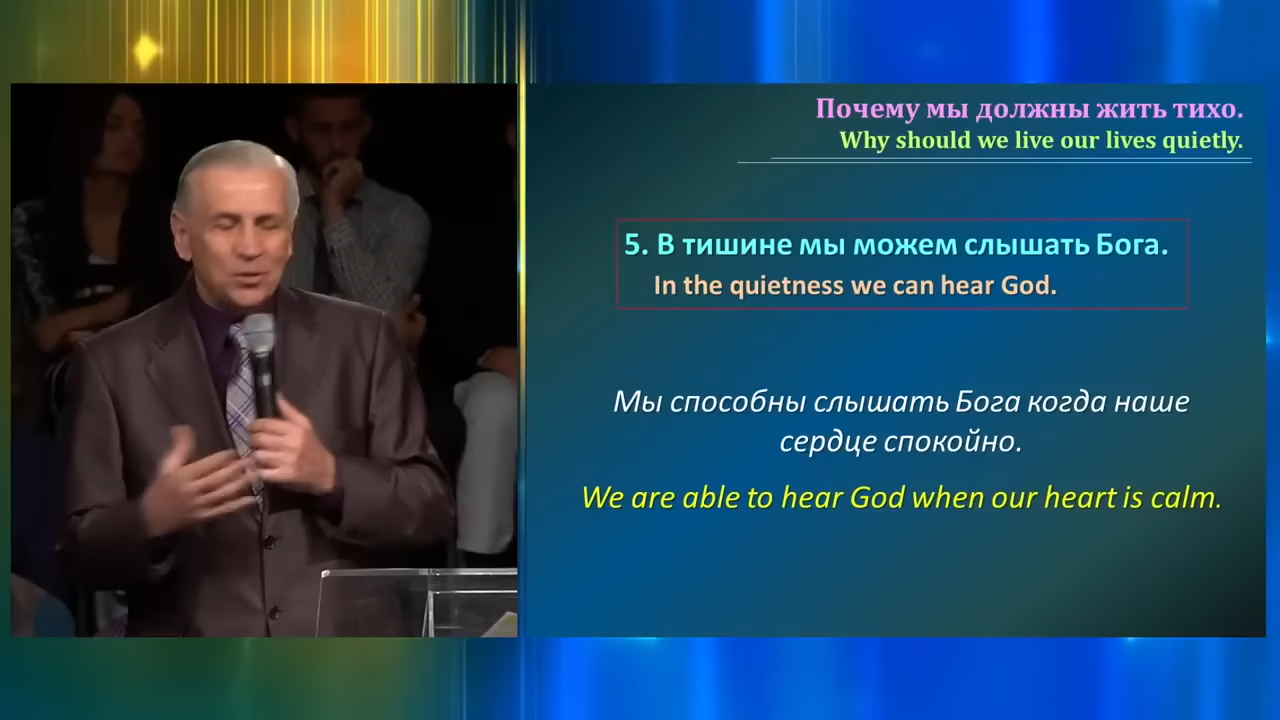 Почему мы должны жить тихо.
Why should we live our lives quietly.
5. В тишине мы можем слышать Бога.
In the quietness we can hear God.
Мы способны слышать Бога когда наше
сердце спокойно.
We are able to hear God when our heart is calm.